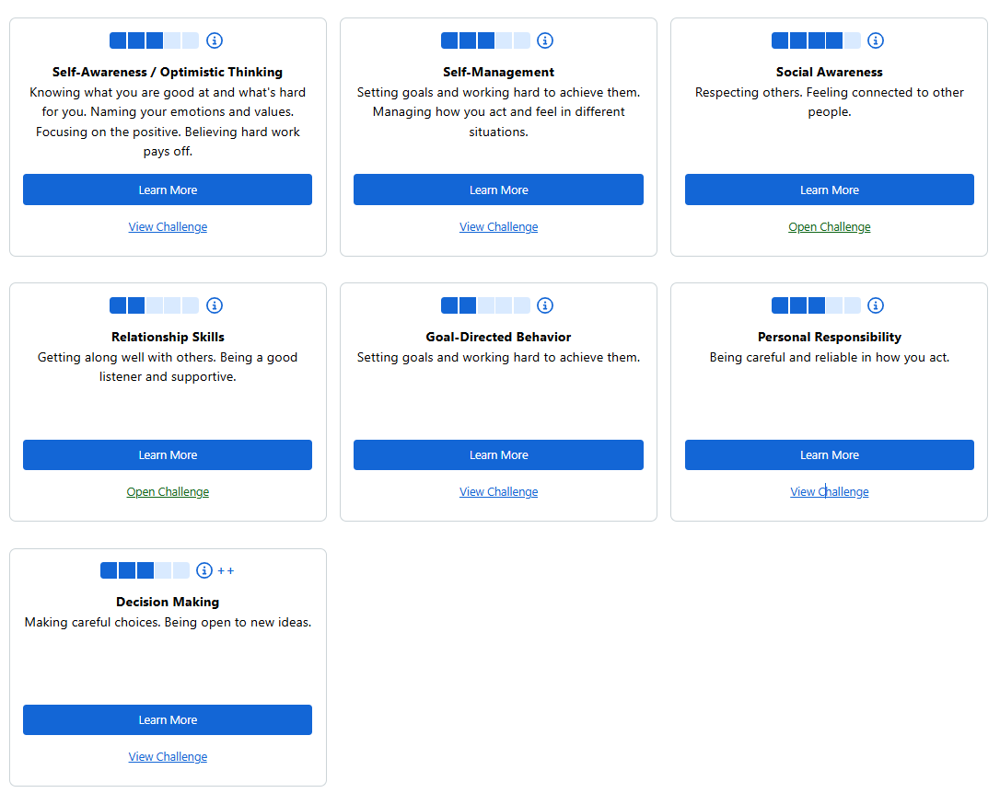 Self-Awareness / Optimistic Thinking
Knowing what you are good at and what's hard
for you. Naming your emotions and values.
Focusing on the positive. Believing hard work
pays off.
Learn More
View Challenge
Self-Management
Setting goals and working hard to achieve them.
Managing how you act and feel in different
situations.
Learn More
View Challenge
Social Awareness
Respecting others. Feeling connected to other
people.
Learn More
Open Challenge
Relationship Skills
Getting along well with others. Being a good
listener and supportive.
Learn More
Open Challenge
Goal-Directed Behavior
Setting goals and working hard to achieve them.
Learn More
View Challenge
Personal Responsibility
Being careful and reliable in how you act.
Learn More
View Challenge
++
Decision Making
Making careful choices. Being open to new ideas.
Learn More
View Challenge